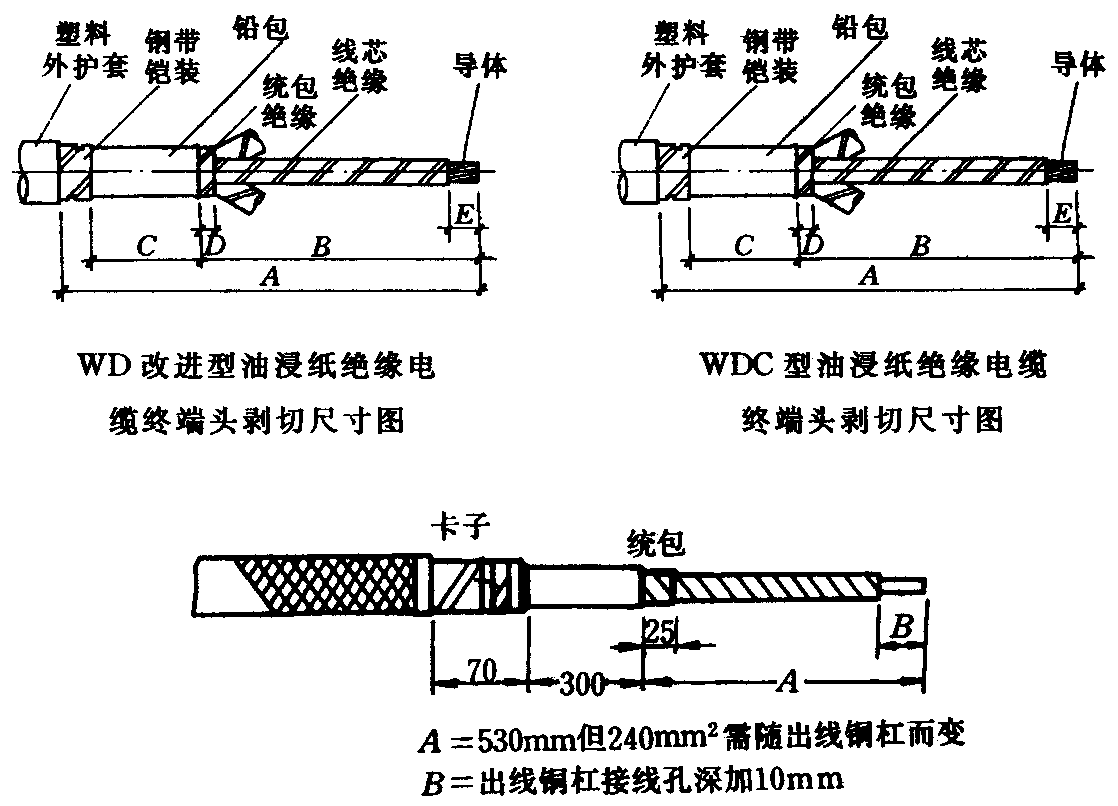 塑料
外护套
钢带
铠装
铅包
统包
绝缘
线芯
绝缘
导体
E
C
D
B
A
WD 改进型油浸纸绝缘电
缆终端头剥切尺寸图
塑料
外护套
钢带
铠装
铅包
统包
绝缘
线芯
绝缘
导体
E
C
D
B
A
WDC 型油浸纸绝缘电缆
终端头剥切尺寸图
卡子
统包
25
B
70
300
A
A=530mm但240mm²需随出线铜杠而变
B=出线铜杠接线孔深加10mm